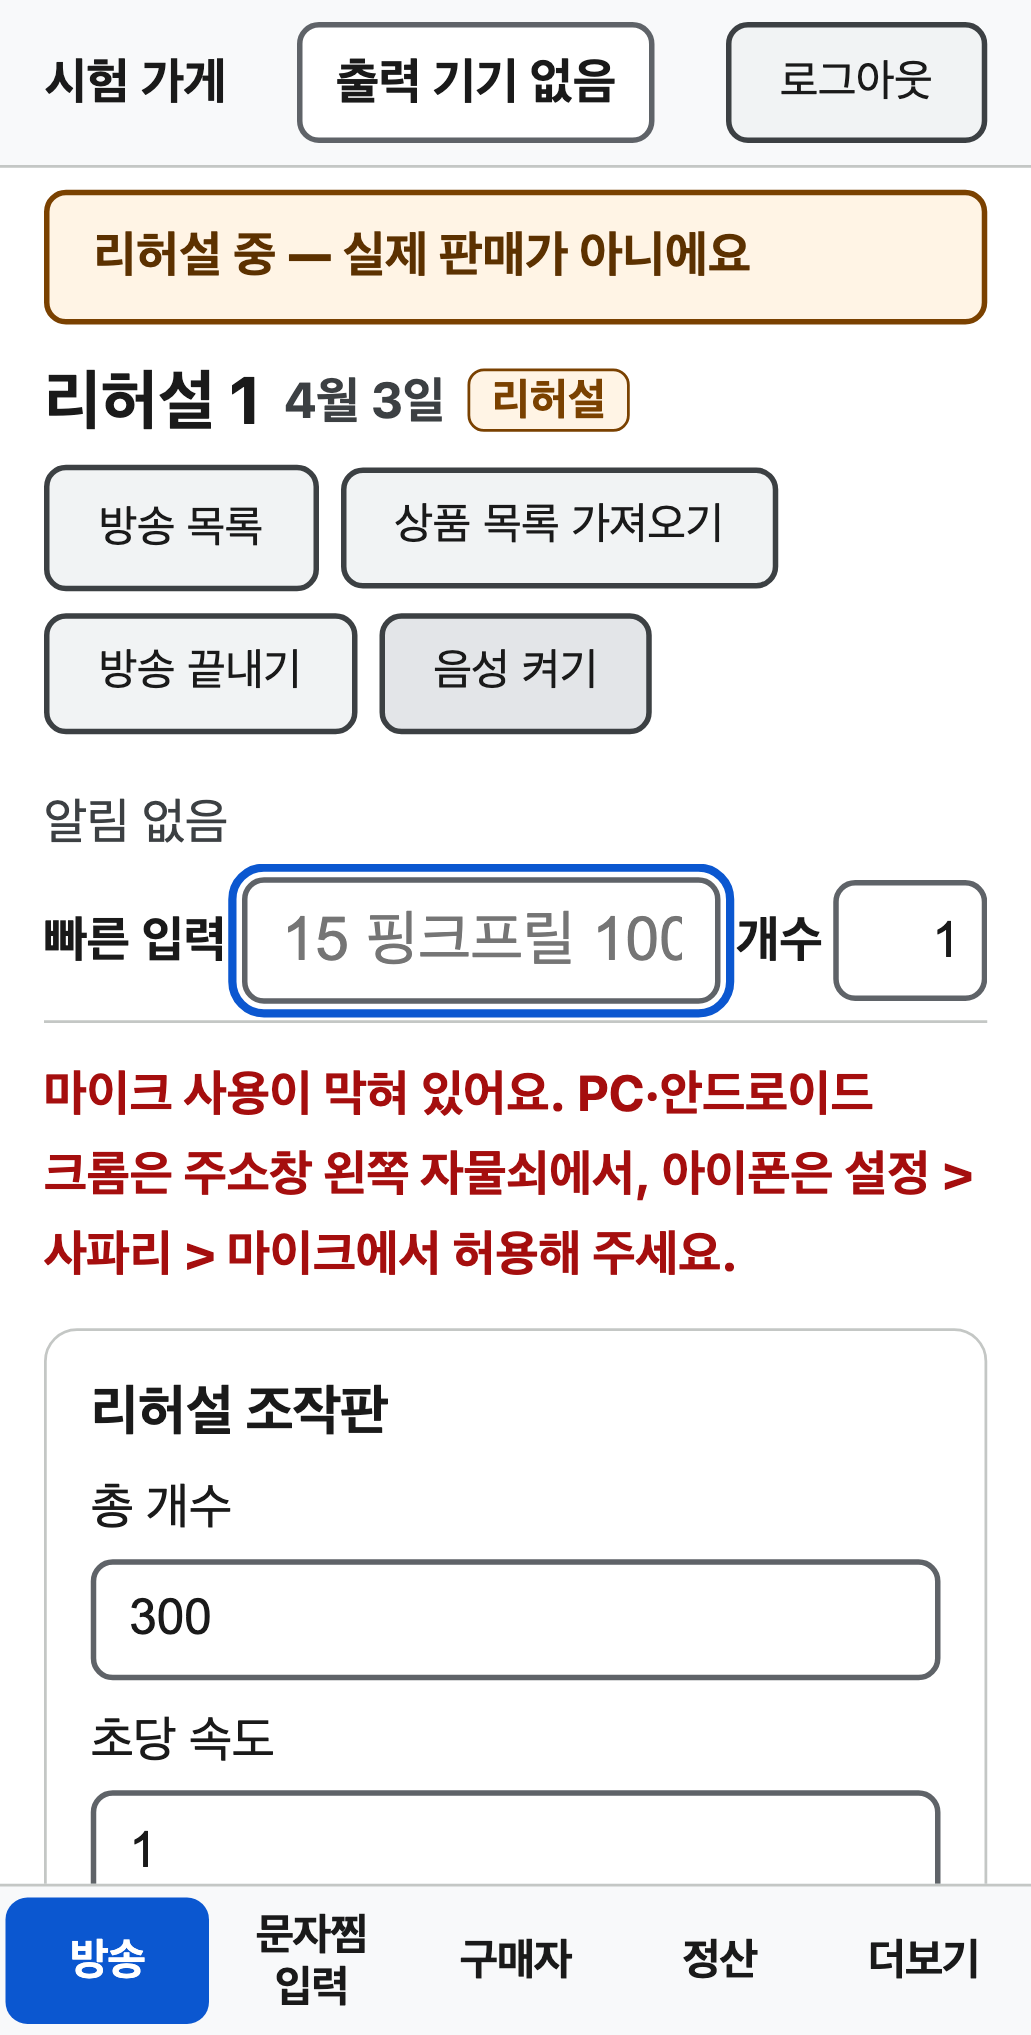 시험 가게 출력 기기 없음 로그아웃
리허설 중 — 실제 판매가 아니에요
리허설 1 4월 3일 리허설
방송 목록 상품 목록 가져오기
방송 끝내기 음성 켜기
알림 없음
빠른 입력 15 핑크프릴 100 개수 1
마이크 사용이 막혀 있어요. PC·안드로이드
크롬은 주소창 왼쪽 자물쇠에서, 아이폰은 설정 >
사파리 > 마이크에서 허용해 주세요.
리허설 조작판
총 개수
300
초당 속도
1
방송 문자찜 입력 구매자 정산 더보기